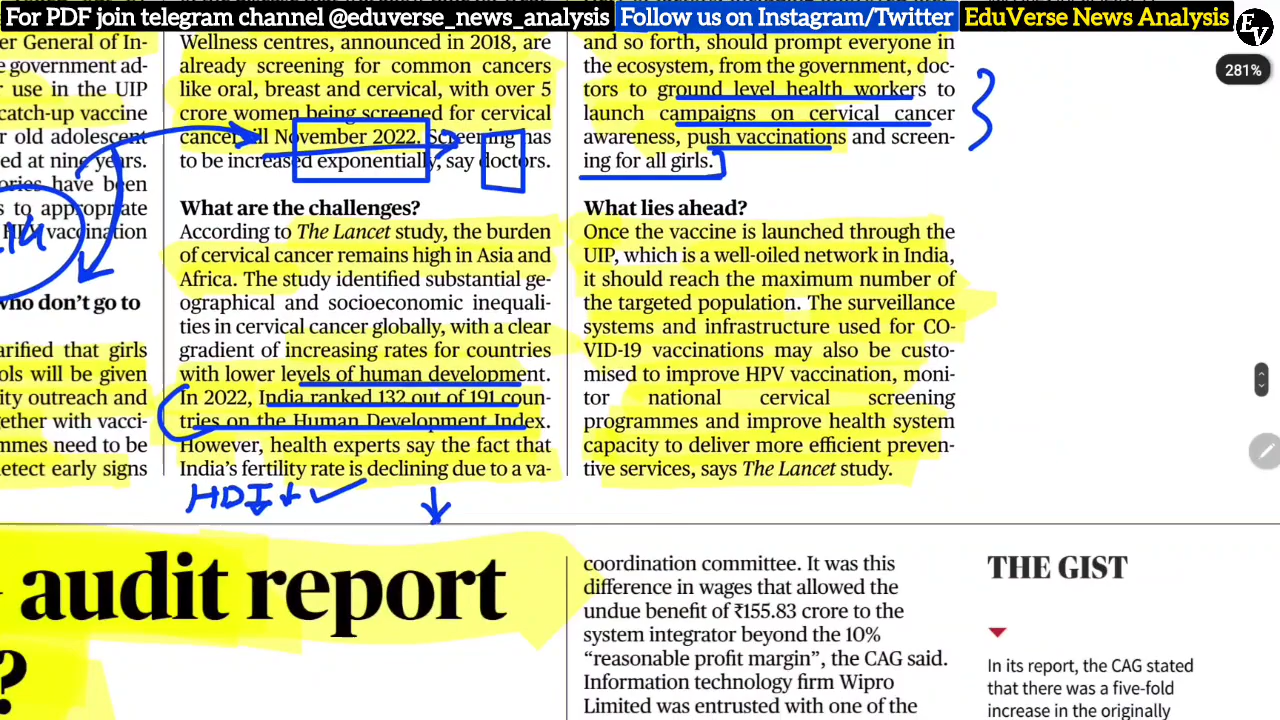 For PDF join telegram channel @eduverse_news_analysis Follow us on Instagram/Twitter EduVerse News Analysis
EV
281%
er General of In-
e government ad-
r use in the UIP
catch-up vaccine
r old adolescent
ed at nine years.
ories have been
s to appropriate
HPV vaccination
14
who don’t go to
arified that girls
ols will be given
ity outreach and
gether with vacci-
mmes need to be
detect early signs
Wellness centres, announced in 2018, are
already screening for common cancers
like oral, breast and cervical, with over 5
crore women being screened for cervical
cancer till November 2022. Screening has
to be increased exponentially, say doctors.
What are the challenges?
According to The Lancet study, the burden
of cervical cancer remains high in Asia and
Africa. The study identified substantial ge-
ographical and socioeconomic inequali-
ties in cervical cancer globally, with a clear
gradient of increasing rates for countries
with lower levels of human development.
In 2022, India ranked 132 out of 191 coun-
tries on the Human Development Index.
However, health experts say the fact that
India’s fertility rate is declining due to a va-
HDI
and so forth, should prompt everyone in
the ecosystem, from the government, doc-
tors to ground level health workers to
launch campaigns on cervical cancer
awareness, push vaccinations and screen-
ing for all girls.
What lies ahead?
Once the vaccine is launched through the
UIP, which is a well-oiled network in India,
it should reach the maximum number of
the targeted population. The surveillance
systems and infrastructure used for CO-
VID-19 vaccinations may also be custo-
mised to improve HPV vaccination, moni-
tor national cervical screening
programmes and improve health system
capacity to deliver more efficient preven-
tive services, says The Lancet study.
audit report
?
coordination committee. It was this
difference in wages that allowed the
undue benefit of ₹155.83 crore to the
system integrator beyond the 10%
“reasonable profit margin”, the CAG said.
Information technology firm Wipro
Limited was entrusted with one of the
THE GIST
In its report, the CAG stated
that there was a five-fold
increase in the originally